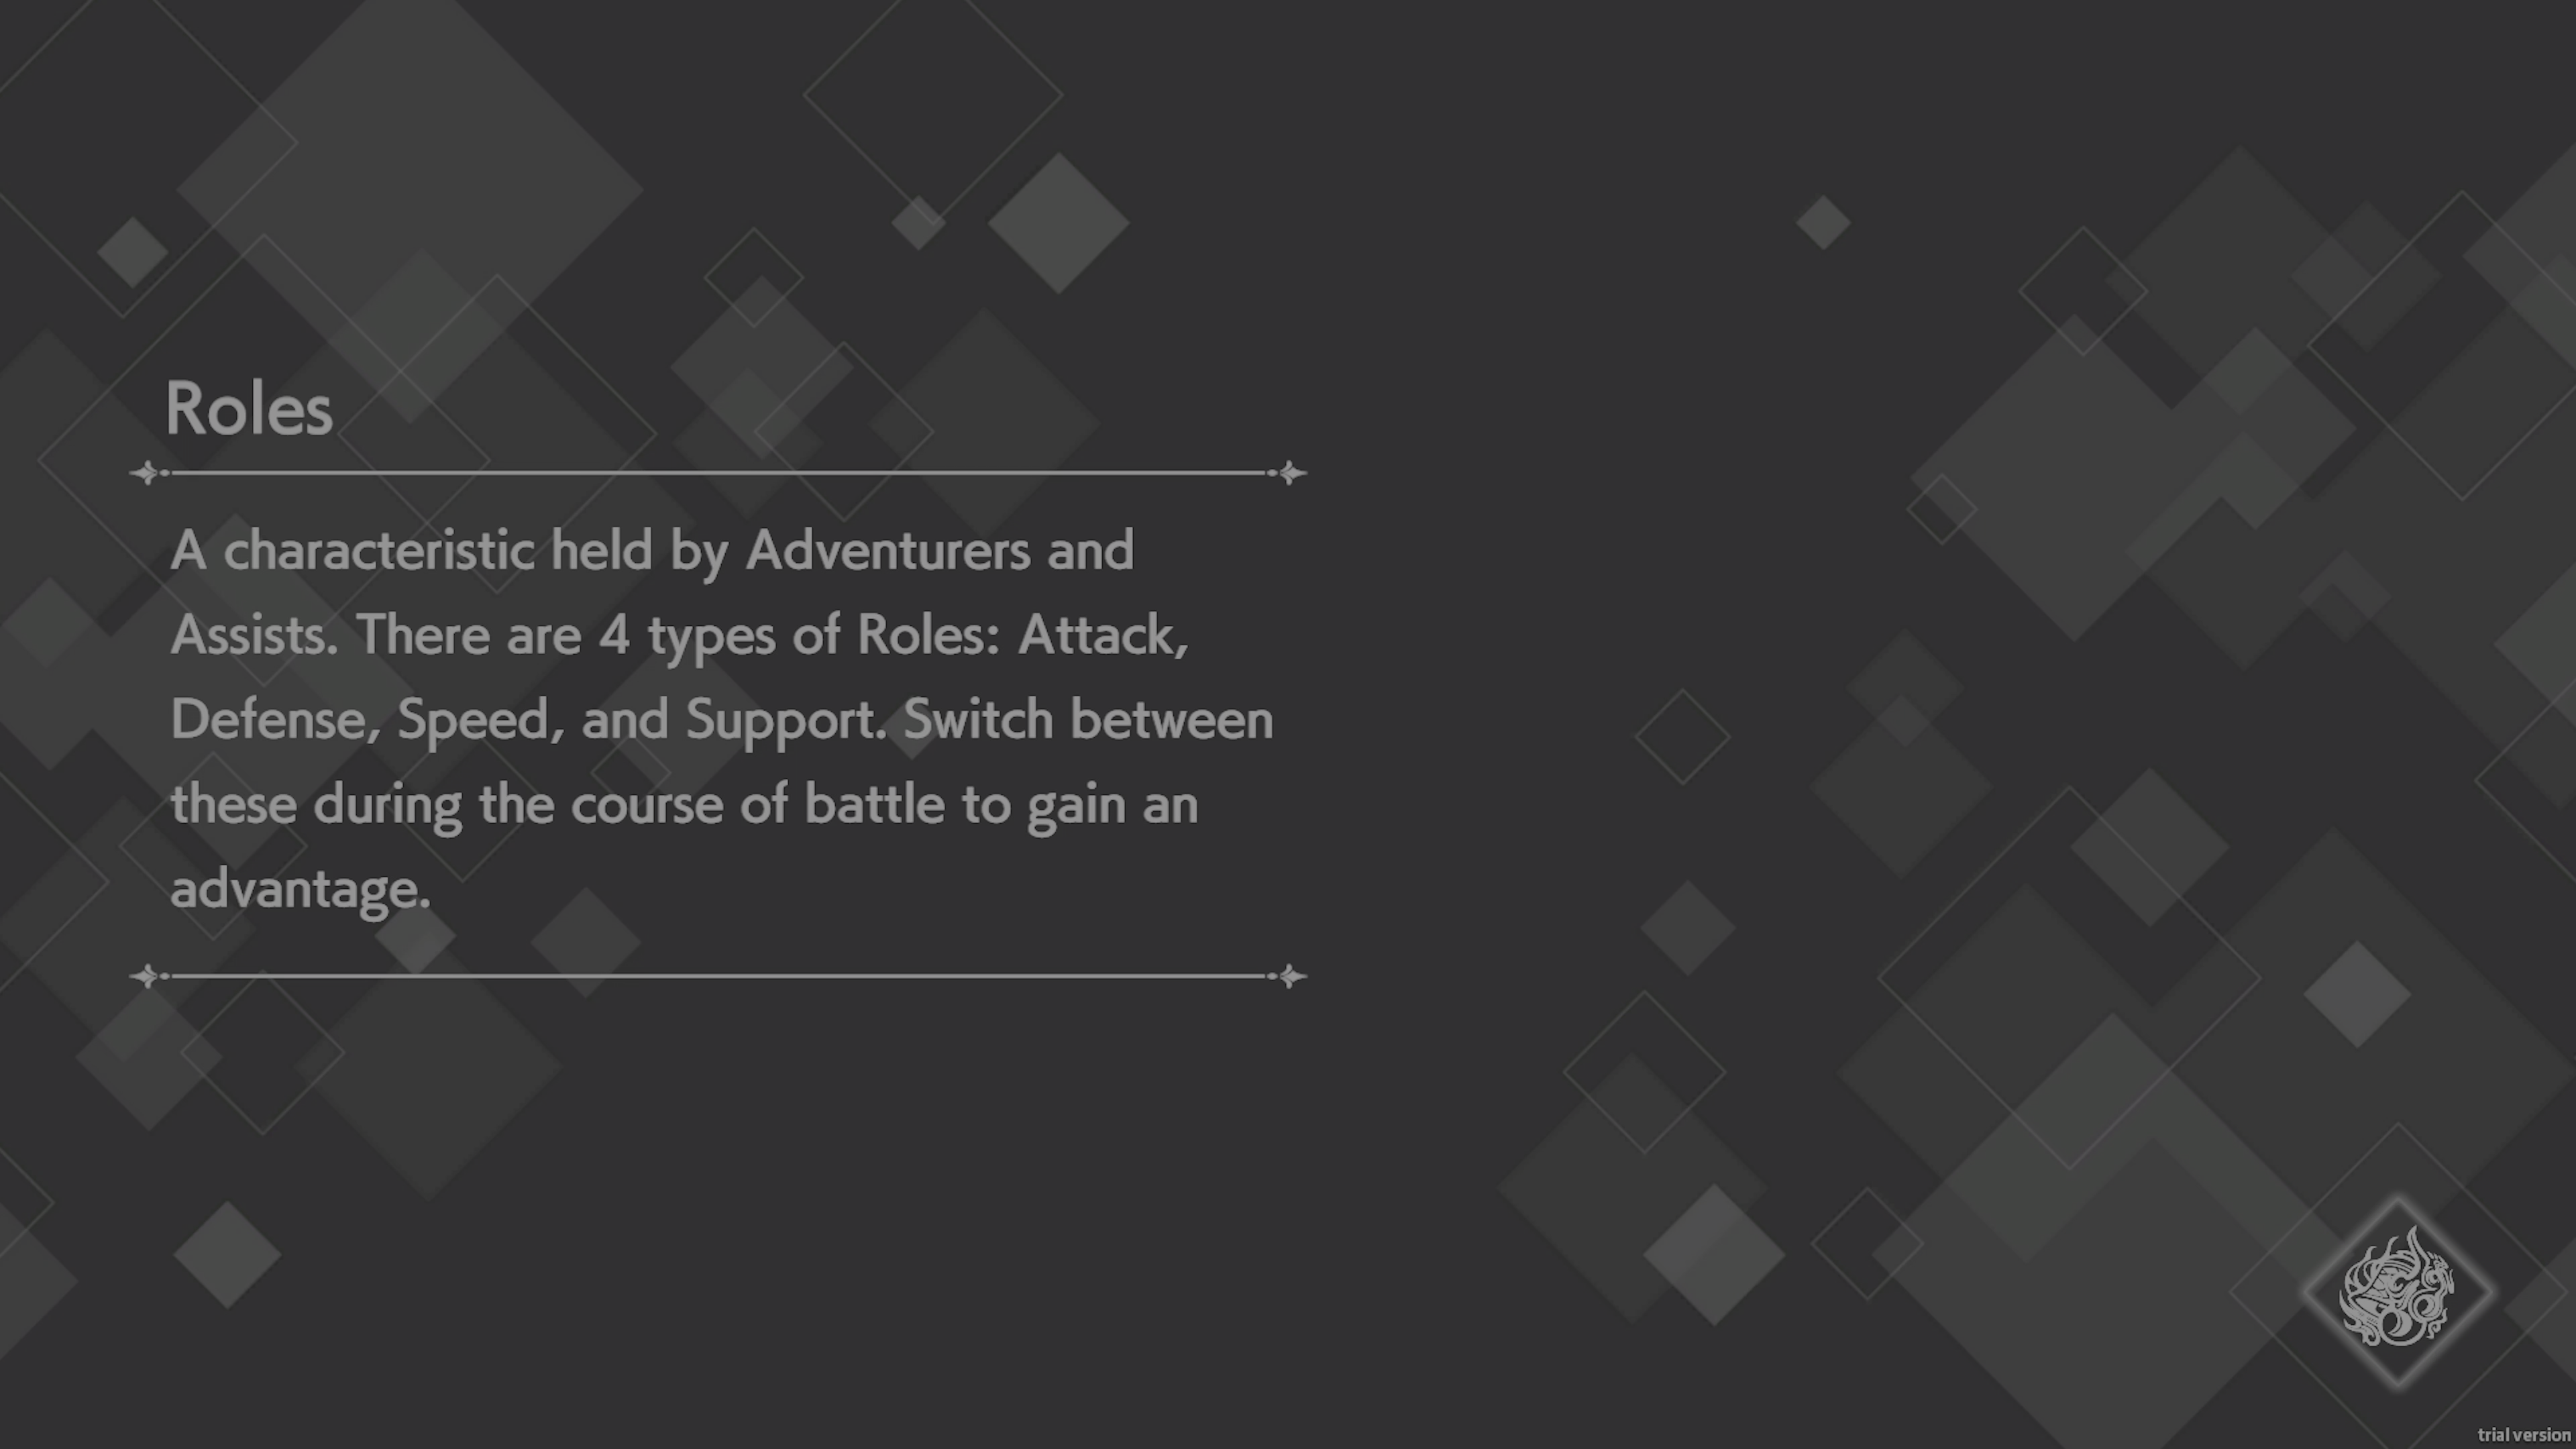 Roles
A characteristic held by Adventurers and
Assists. There are 4 types of Roles: Attack,
Defense, Speed, and Support. Switch between
these during the course of battle to gain an
advantage.
trial version